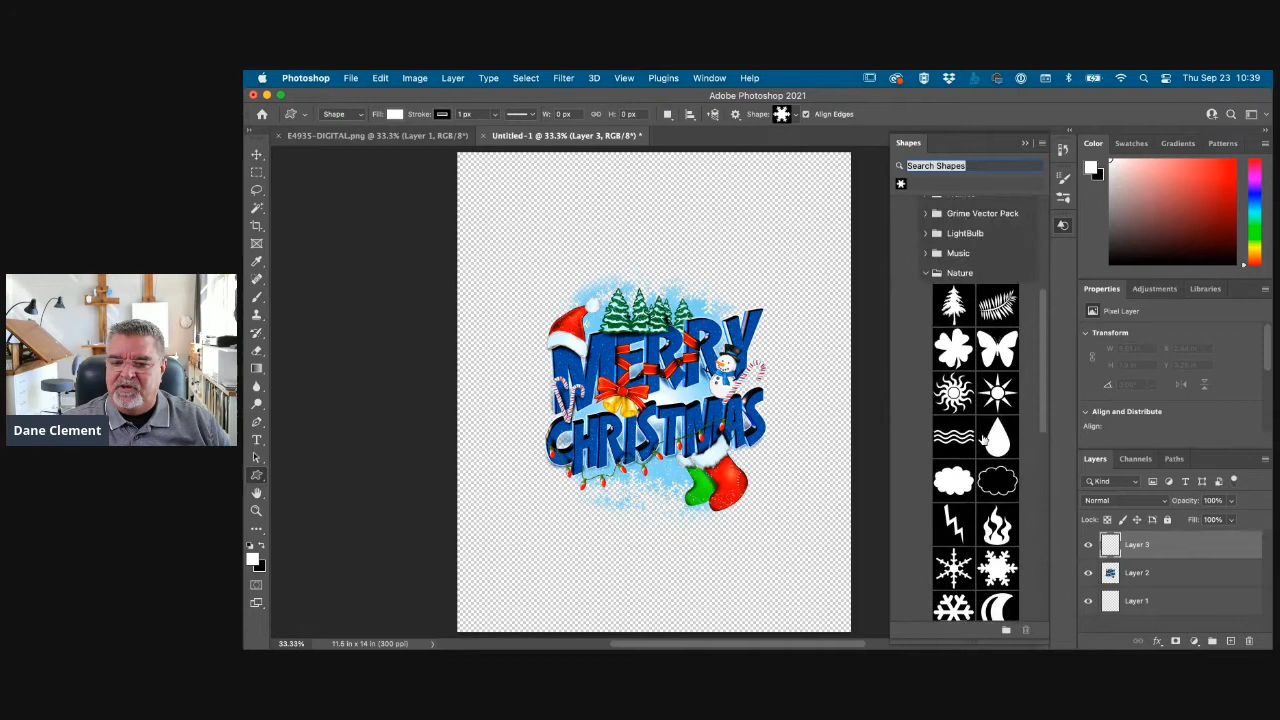 Photoshop File Edit Image Layer Type Select Filter 3D View Plugins Window Help Thu Sep 23 10:39
Adobe Photoshop 2021
Shape Fill: Stroke: 1 px W: 0 px H: 0 px Shape: Align Edges
E4935-DIGITAL.png @ 33.3% (Layer 1, RGB/8*) Untitled-1 @ 33.3% (Layer 3, RGB/8*) *
Shapes
Search Shapes
Grime Vector Pack
LightBulb
Music
Nature
Color Swatches Gradients Patterns
Properties Adjustments Libraries
Pixel Layer
Transform
Align and Distribute
Align:
Layers Channels Paths
Kind
Normal Opacity: 100%
Lock: Fill: 100%
Layer 3
Layer 2
Layer 1
MERRY
CHRISTMAS
33.33% 11.5 in x 14 in (300 ppi)
Dane Clement